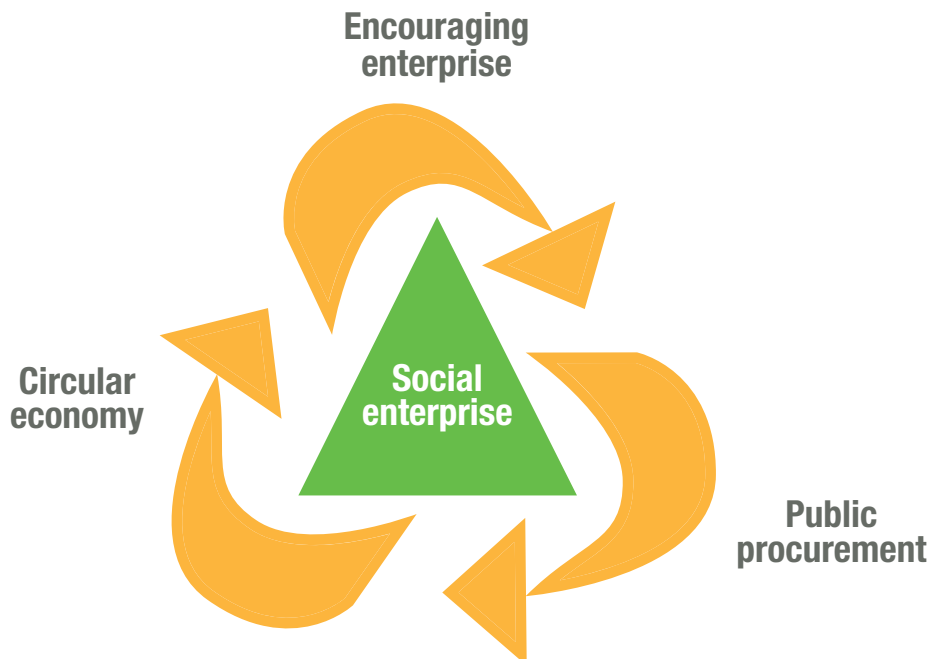 Encouraging
enterprise
Circular
economy
Social
enterprise
Public
procurement